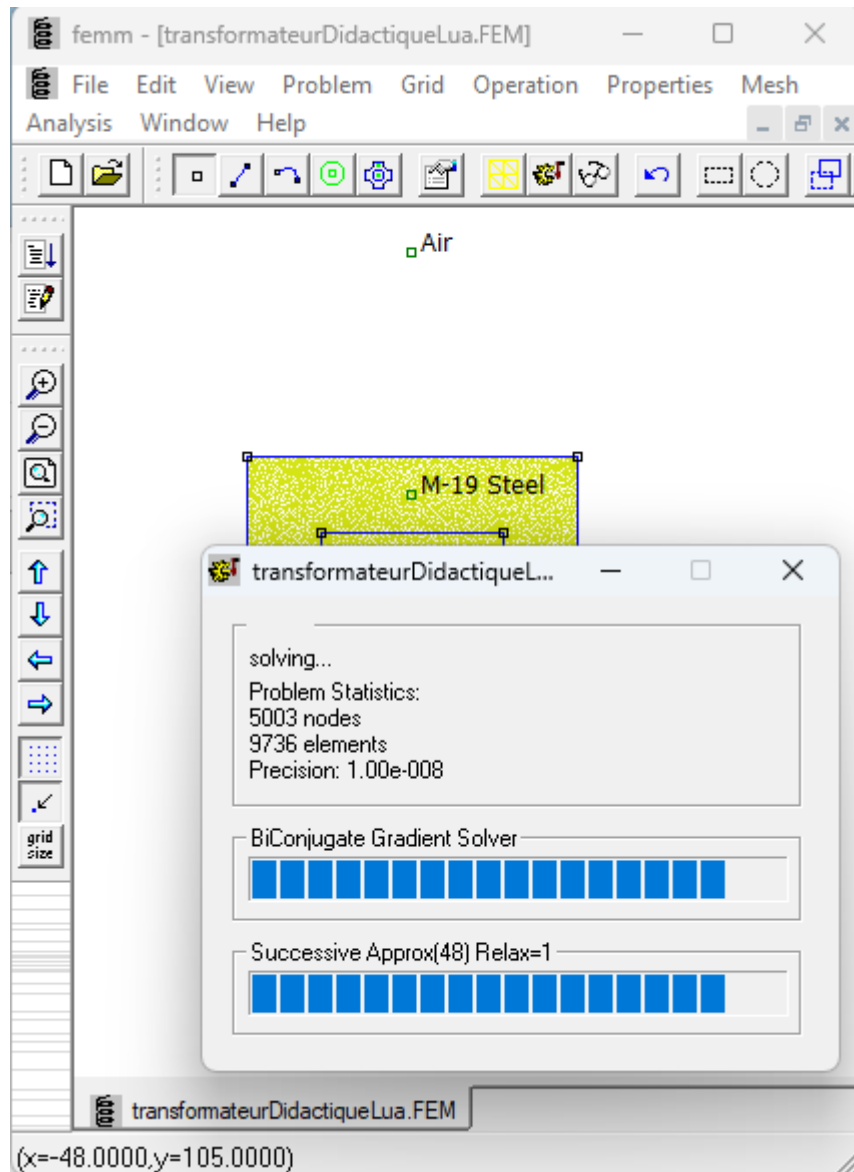 femm - [transformateurDidactiqueLua.FEM]
File Edit View Problem Grid Operation Properties Mesh
Analysis Window Help
Air
M-19 Steel
transformateurDidactiqueL...
solving...
Problem Statistics:
5003 nodes
9736 elements
Precision: 1.00e-008
BiConjugate Gradient Solver
Successive Approx(48) Relax=1
grid
size
transformateurDidactiqueLua.FEM
(x=-48.0000,y=105.0000)